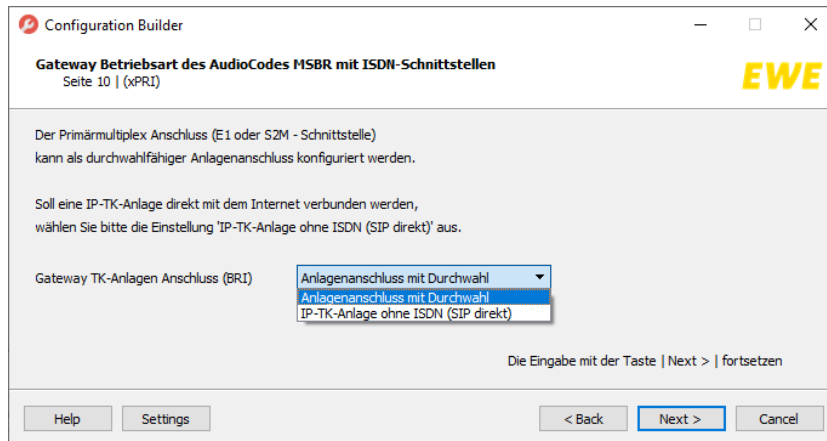 Configuration Builder
Gateway Betriebsart des AudioCodes MSBR mit ISDN-Schnittstellen
Seite 10 | (xPRI)
EWE
Der Primärmultiplex Anschluss (E1 oder S2M - Schnittstelle)
kann als durchwahlfähiger Anlagenanschluss konfiguriert werden.
Soll eine IP-TK-Anlage direkt mit dem Internet verbunden werden,
wählen Sie bitte die Einstellung 'IP-TK-Anlage ohne ISDN (SIP direkt)' aus.
Gateway TK-Anlagen Anschluss (BRI)
Anlagenanschluss mit Durchwahl
Anlagenanschluss mit Durchwahl
IP-TK-Anlage ohne ISDN (SIP direkt)
Die Eingabe mit der Taste | Next > | fortsetzen
Help
Settings
< Back
Next >
Cancel